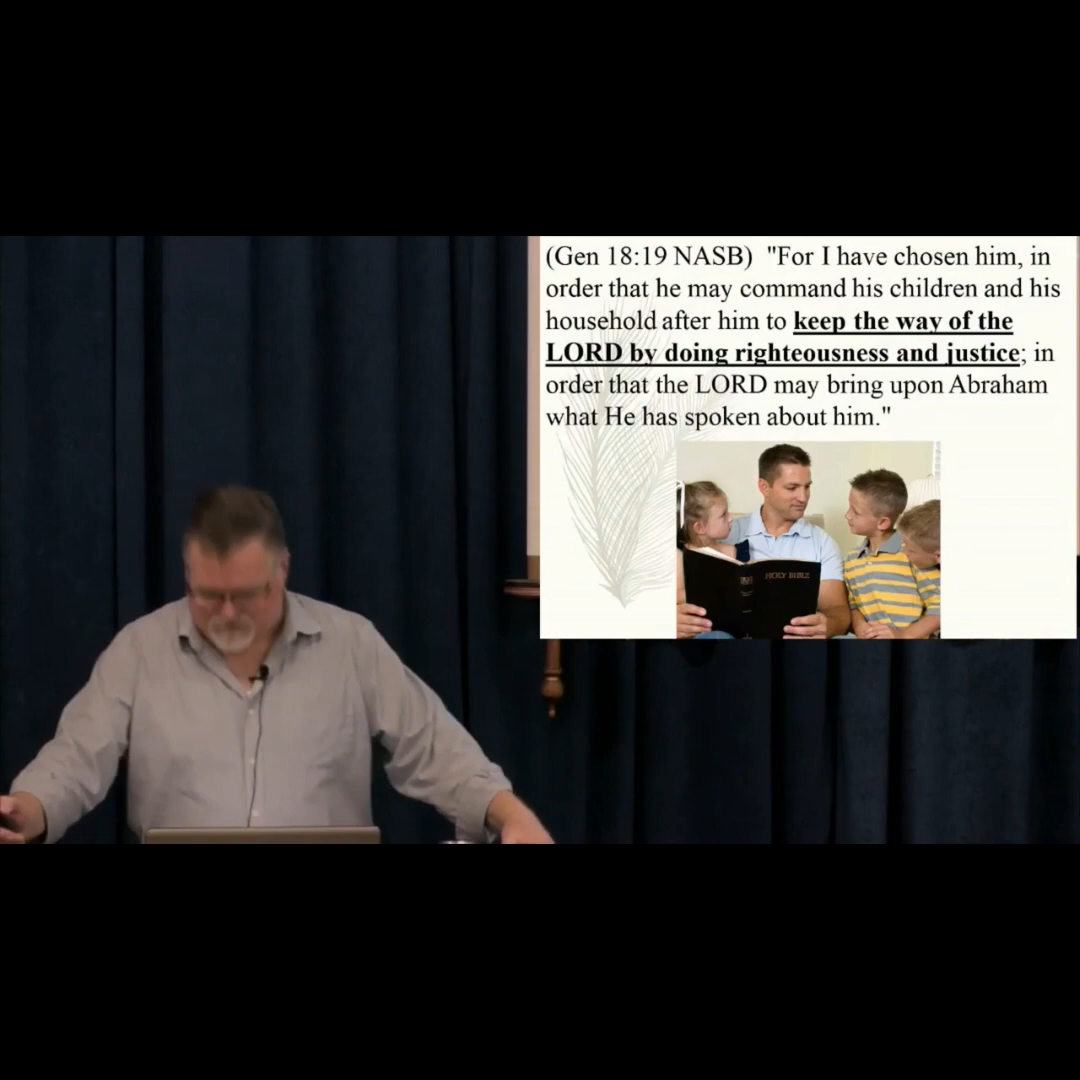 (Gen 18:19 NASB)  "For I have chosen him, in
order that he may command his children and his
household after him to keep the way of the
LORD by doing righteousness and justice; in
order that the LORD may bring upon Abraham
what He has spoken about him."
HOLY BIBLE